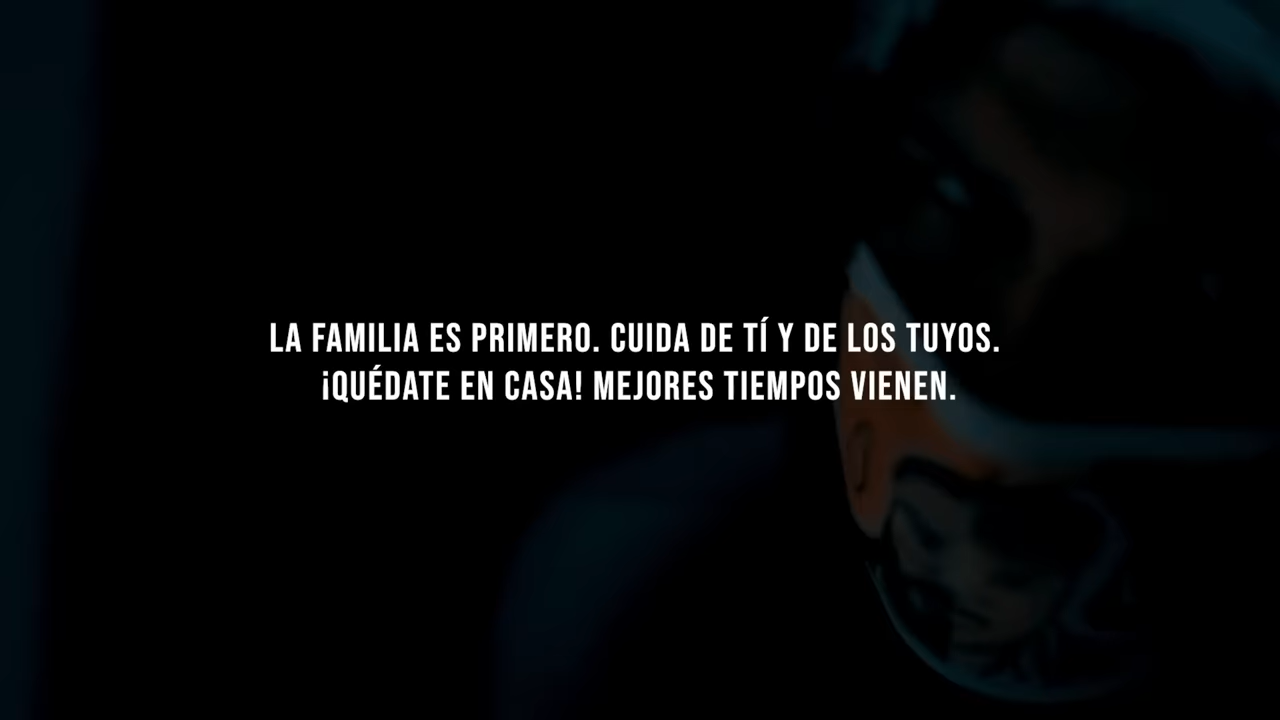 LA FAMILIA ES PRIMERO. CUIDA DE TÍ Y DE LOS TUYOS.
¡QUÉDATE EN CASA! MEJORES TIEMPOS VIENEN.